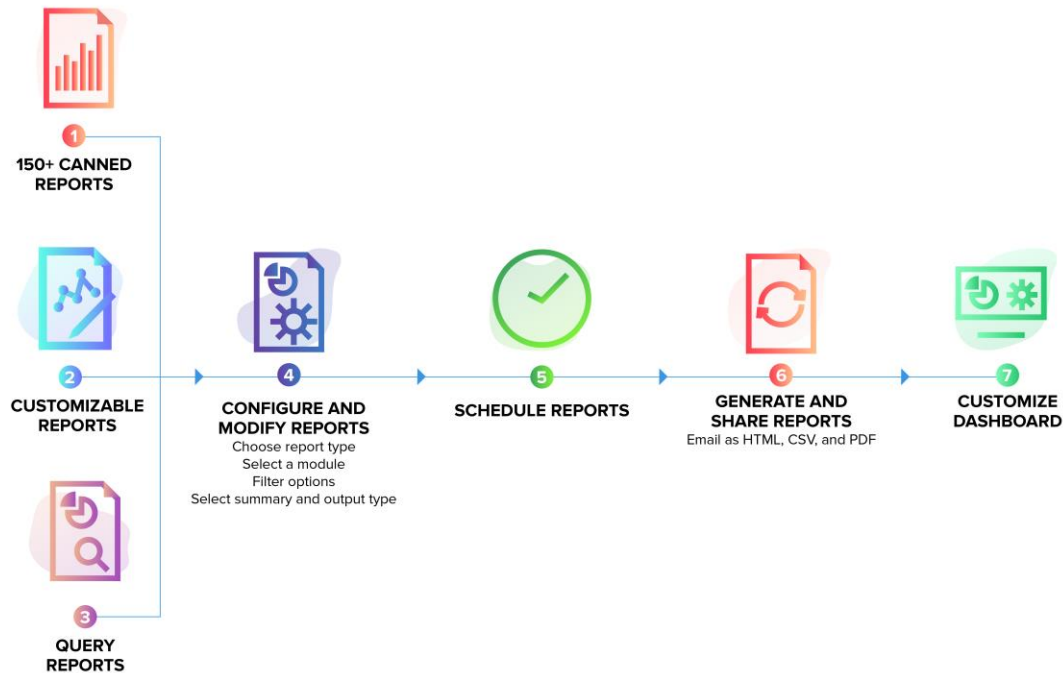 1
150+ CANNED
REPORTS
2
CUSTOMIZABLE
REPORTS
3
QUERY
REPORTS
4
CONFIGURE AND
MODIFY REPORTS
Choose report type
Select a module
Filter options
Select summary and output type
5
SCHEDULE REPORTS
6
GENERATE AND
SHARE REPORTS
Email as HTML, CSV, and PDF
7
CUSTOMIZE
DASHBOARD